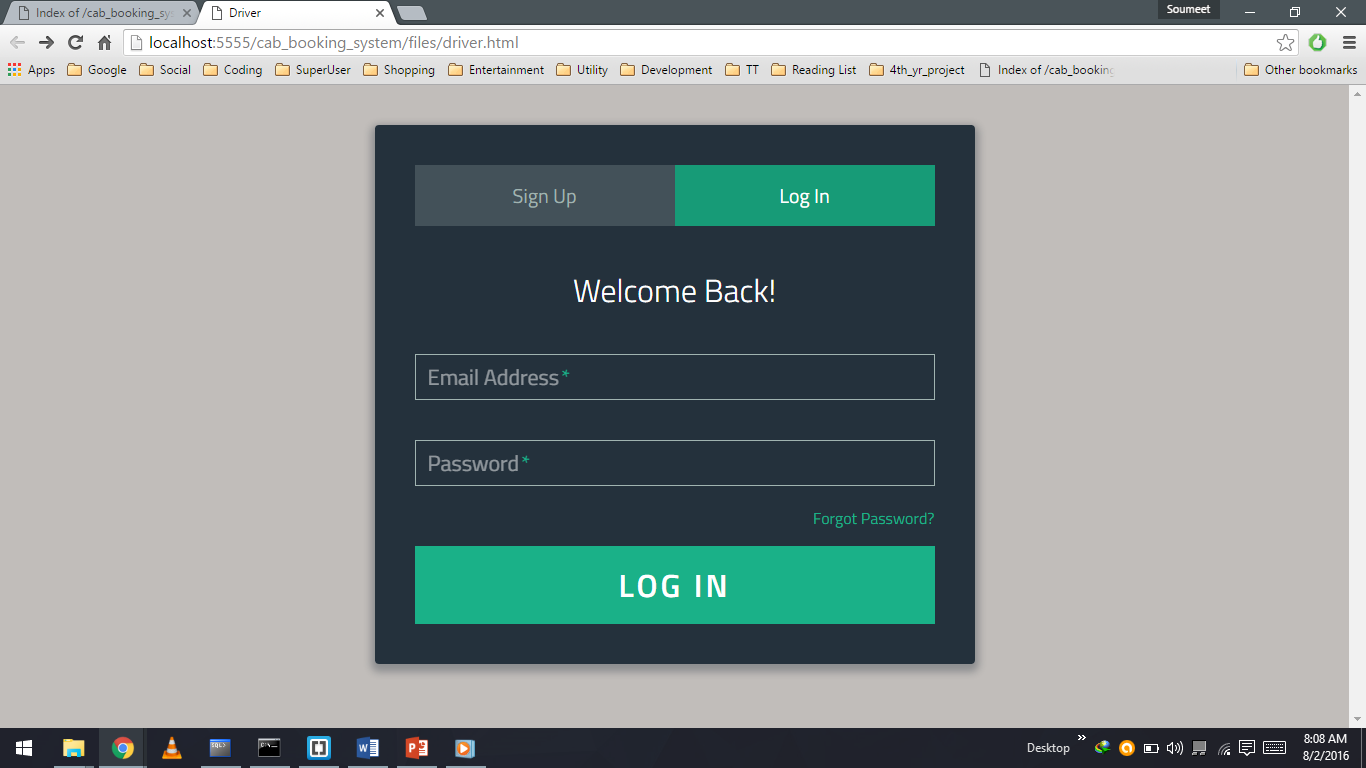 Index of /cab_booking_sy
Driver
Soumeet
localhost:5555/cab_booking_system/files/driver.html
Apps Google Social Coding SuperUser Shopping Entertainment Utility Development TT Reading List 4th_yr_project Index of /cab_booking Other bookmarks
Sign Up
Log In
Welcome Back!
Email Address*
Password*
Forgot Password?
LOG IN
Desktop
8:08 AM
8/2/2016